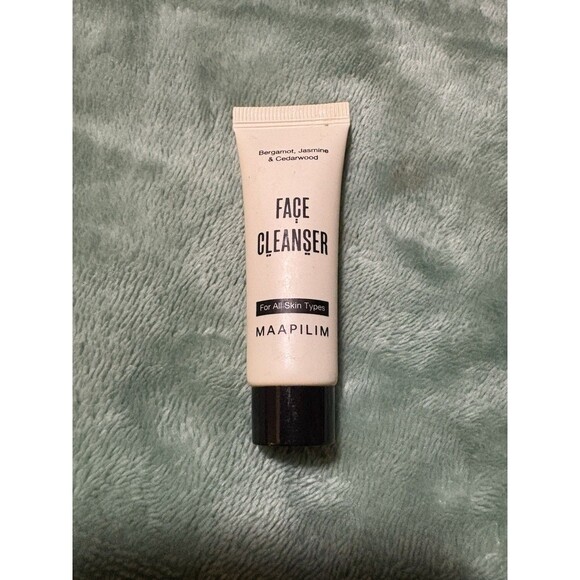 Bergamot, Jasmine
& Cedarwood
FACE
CLEANSER
For All Skin Types
MAAPILIM